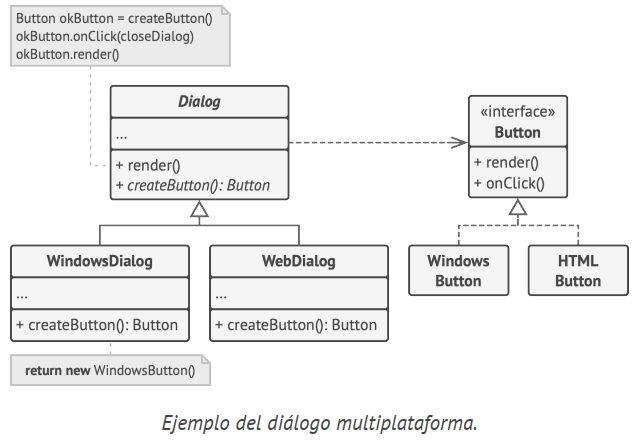 Button okButton = createButton()
okButton.onClick(closeDialog)
okButton.render()
Dialog
...
+ render()
+ createButton(): Button
«interface»
Button
+ render()
+ onClick()
WindowsDialog
...
+ createButton(): Button
WebDialog
...
+ createButton(): Button
Windows
Button
HTML
Button
return new WindowsButton()
Ejemplo del diálogo multiplataforma.